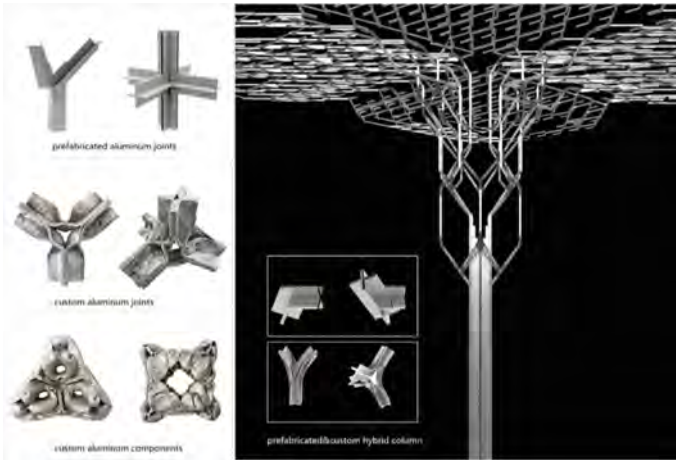 prefabricated aluminum joints
custom aluminum joints
custom aluminum components
prefabricated&custom hybrid column